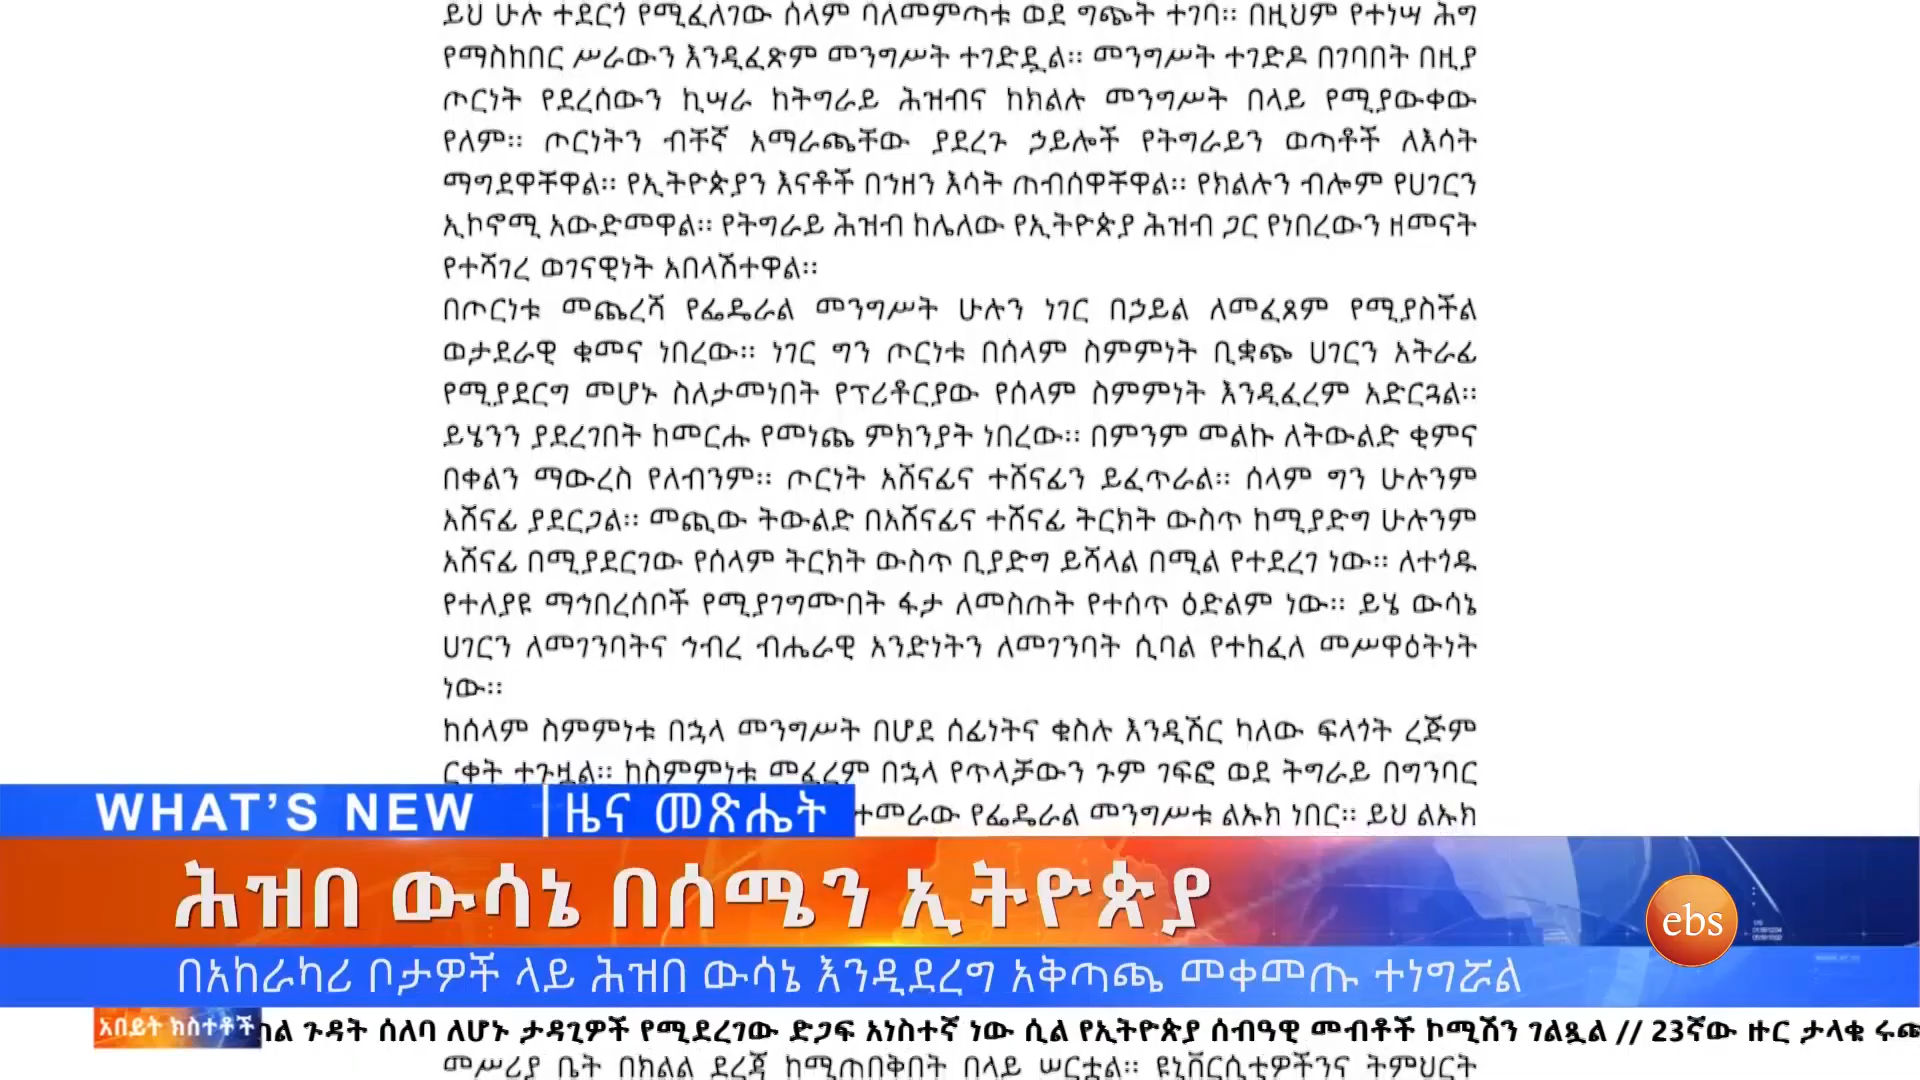 ይህ ሁሉ ተደርጎ የሚፈለገው ሰላም ባለመምጣቱ ወደ ግጭት ተገባ፡፡ በዚህም የተነሣ ሕግ
የማስከበር ሥራውን እንዲፈጽም መንግሥት ተገድዷል፡፡ መንግሥት ተገድዶ በገባበት በዚያ
ጦርነት የደረሰውን ኪሣራ ከትግራይ ሕዝብና ከክልሉ መንግሥት በላይ የሚያውቀው
የለም፡፡ ጦርነትን ብቸኛ አማራጫቸው ያደረጉ ኃይሎች የትግራይን ወጣቶች ለእሳት
ማግደዋቸዋል፡፡ የኢትዮጵያን እናቶች በኀዘን እሳት ጠብሰዋቸዋል፡፡ የክልሉን ብሎም የሀገርን
ኢኮኖሚ አውድመዋል፡፡ የትግራይ ሕዝብ ከሌለው የኢትዮጵያ ሕዝብ ጋር የነበረውን ዘመናት
የተሻገረ ወገናዊነት አበላሽተዋል፡፡
በጦርነቱ መጨረሻ የፌዴራል መንግሥት ሁሉን ነገር በኃይል ለመፈጸም የሚያስችል
ወታደራዊ ቁመና ነበረው፡፡ ነገር ግን ጦርነቱ በሰላም ስምምነት ቢቋጭ ሀገርን አትራፊ
የሚያደርግ መሆኑ ስለታመነበት የፕሪቶርያው የሰላም ስምምነት እንዲፈረም አድርጓል፡፡
ይሄንን ያደረገበት ከመርሑ የመነጨ ምክንያት ነበረው፡፡ በምንም መልኩ ለትውልድ ቂምና
በቀልን ማውረስ የለብንም፡፡ ጦርነት አሸናፊና ተሸናፊን ይፈጥራል፡፡ ሰላም ግን ሁሉንም
አሸናፊ ያደርጋል፡፡ መጪው ትውልድ በአሸናፊና ተሸናፊ ትርክት ውስጥ ከሚያድግ ሁሉንም
አሸናፊ በሚያደርገው የሰላም ትርክት ውስጥ ቢያድግ ይሻላል በሚል የተደረገ ነው፡፡ ለተጎዱ
የተለያዩ ማኅበረሰቦች የሚያገግሙበት ፋታ ለመስጠት የተሰጥ ዕድልም ነው፡፡ ይሄ ውሳኔ
ሀገርን ለመገንባትና ኅብረ ብሔራዊ አንድነትን ለመገንባት ሲባል የተከፈለ መሥዋዕትነት
ነው፡፡
ከሰላም ስምምነቱ በኋላ መንግሥት በሆደ ሰፊነትና ቁስሉ እንዲሽር ካለው ፍላጎት ረጅም
ርቀት ተጉዟል፡፡ ከስምምነቱ መፈረም በኋላ የጥላቻውን ጉም ገፍፎ ወደ ትግራይ በግንባር
ተመራው የፌዴራል መንግሥቱ ልኡክ ነበር፡፡ ይህ ልኡክ
WHAT'S NEW |ዜና መጽሔት
ሕዝበ ውሳኔ በሰሜን ኢትዮጵያ
ebs
በአከራካሪ ቦታዎች ላይ ሕዝበ ውሳኔ እንዲደረግ አቅጣጫ መቀመጡ ተነግሯል
አበይት ክስተቶች
ጉዳት ሰለባ ለሆኑ ታዳጊዎች የሚደረገው ድጋፍ አነስተኛ ነው ሲል የኢትዮጵያ ሰብዓዊ መብቶች ኮሚሽን ገልጿል // 23ኛው ዙር ታላቁ
መሥሪያ ቤት በክልል ደረጃ ከሚጠበቅበት በላይ ሠርቷል፡፡ ዩኒቨርሲቲዎችንና ትምህርት